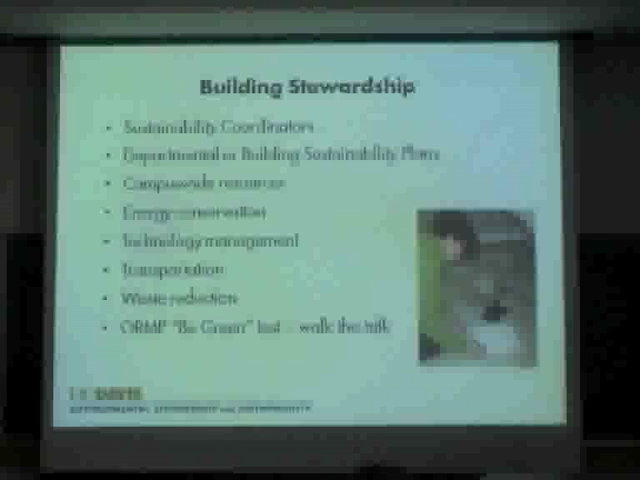 Building Stewardship
• Sustainability Coordinators
• Departmental or Building Sustainability Plans
• Campuswide resources
• Energy conservation
• Technology management
• Transportation
• Waste reduction
• ORMP "Be Green" list - walk the talk
UC DAVIS